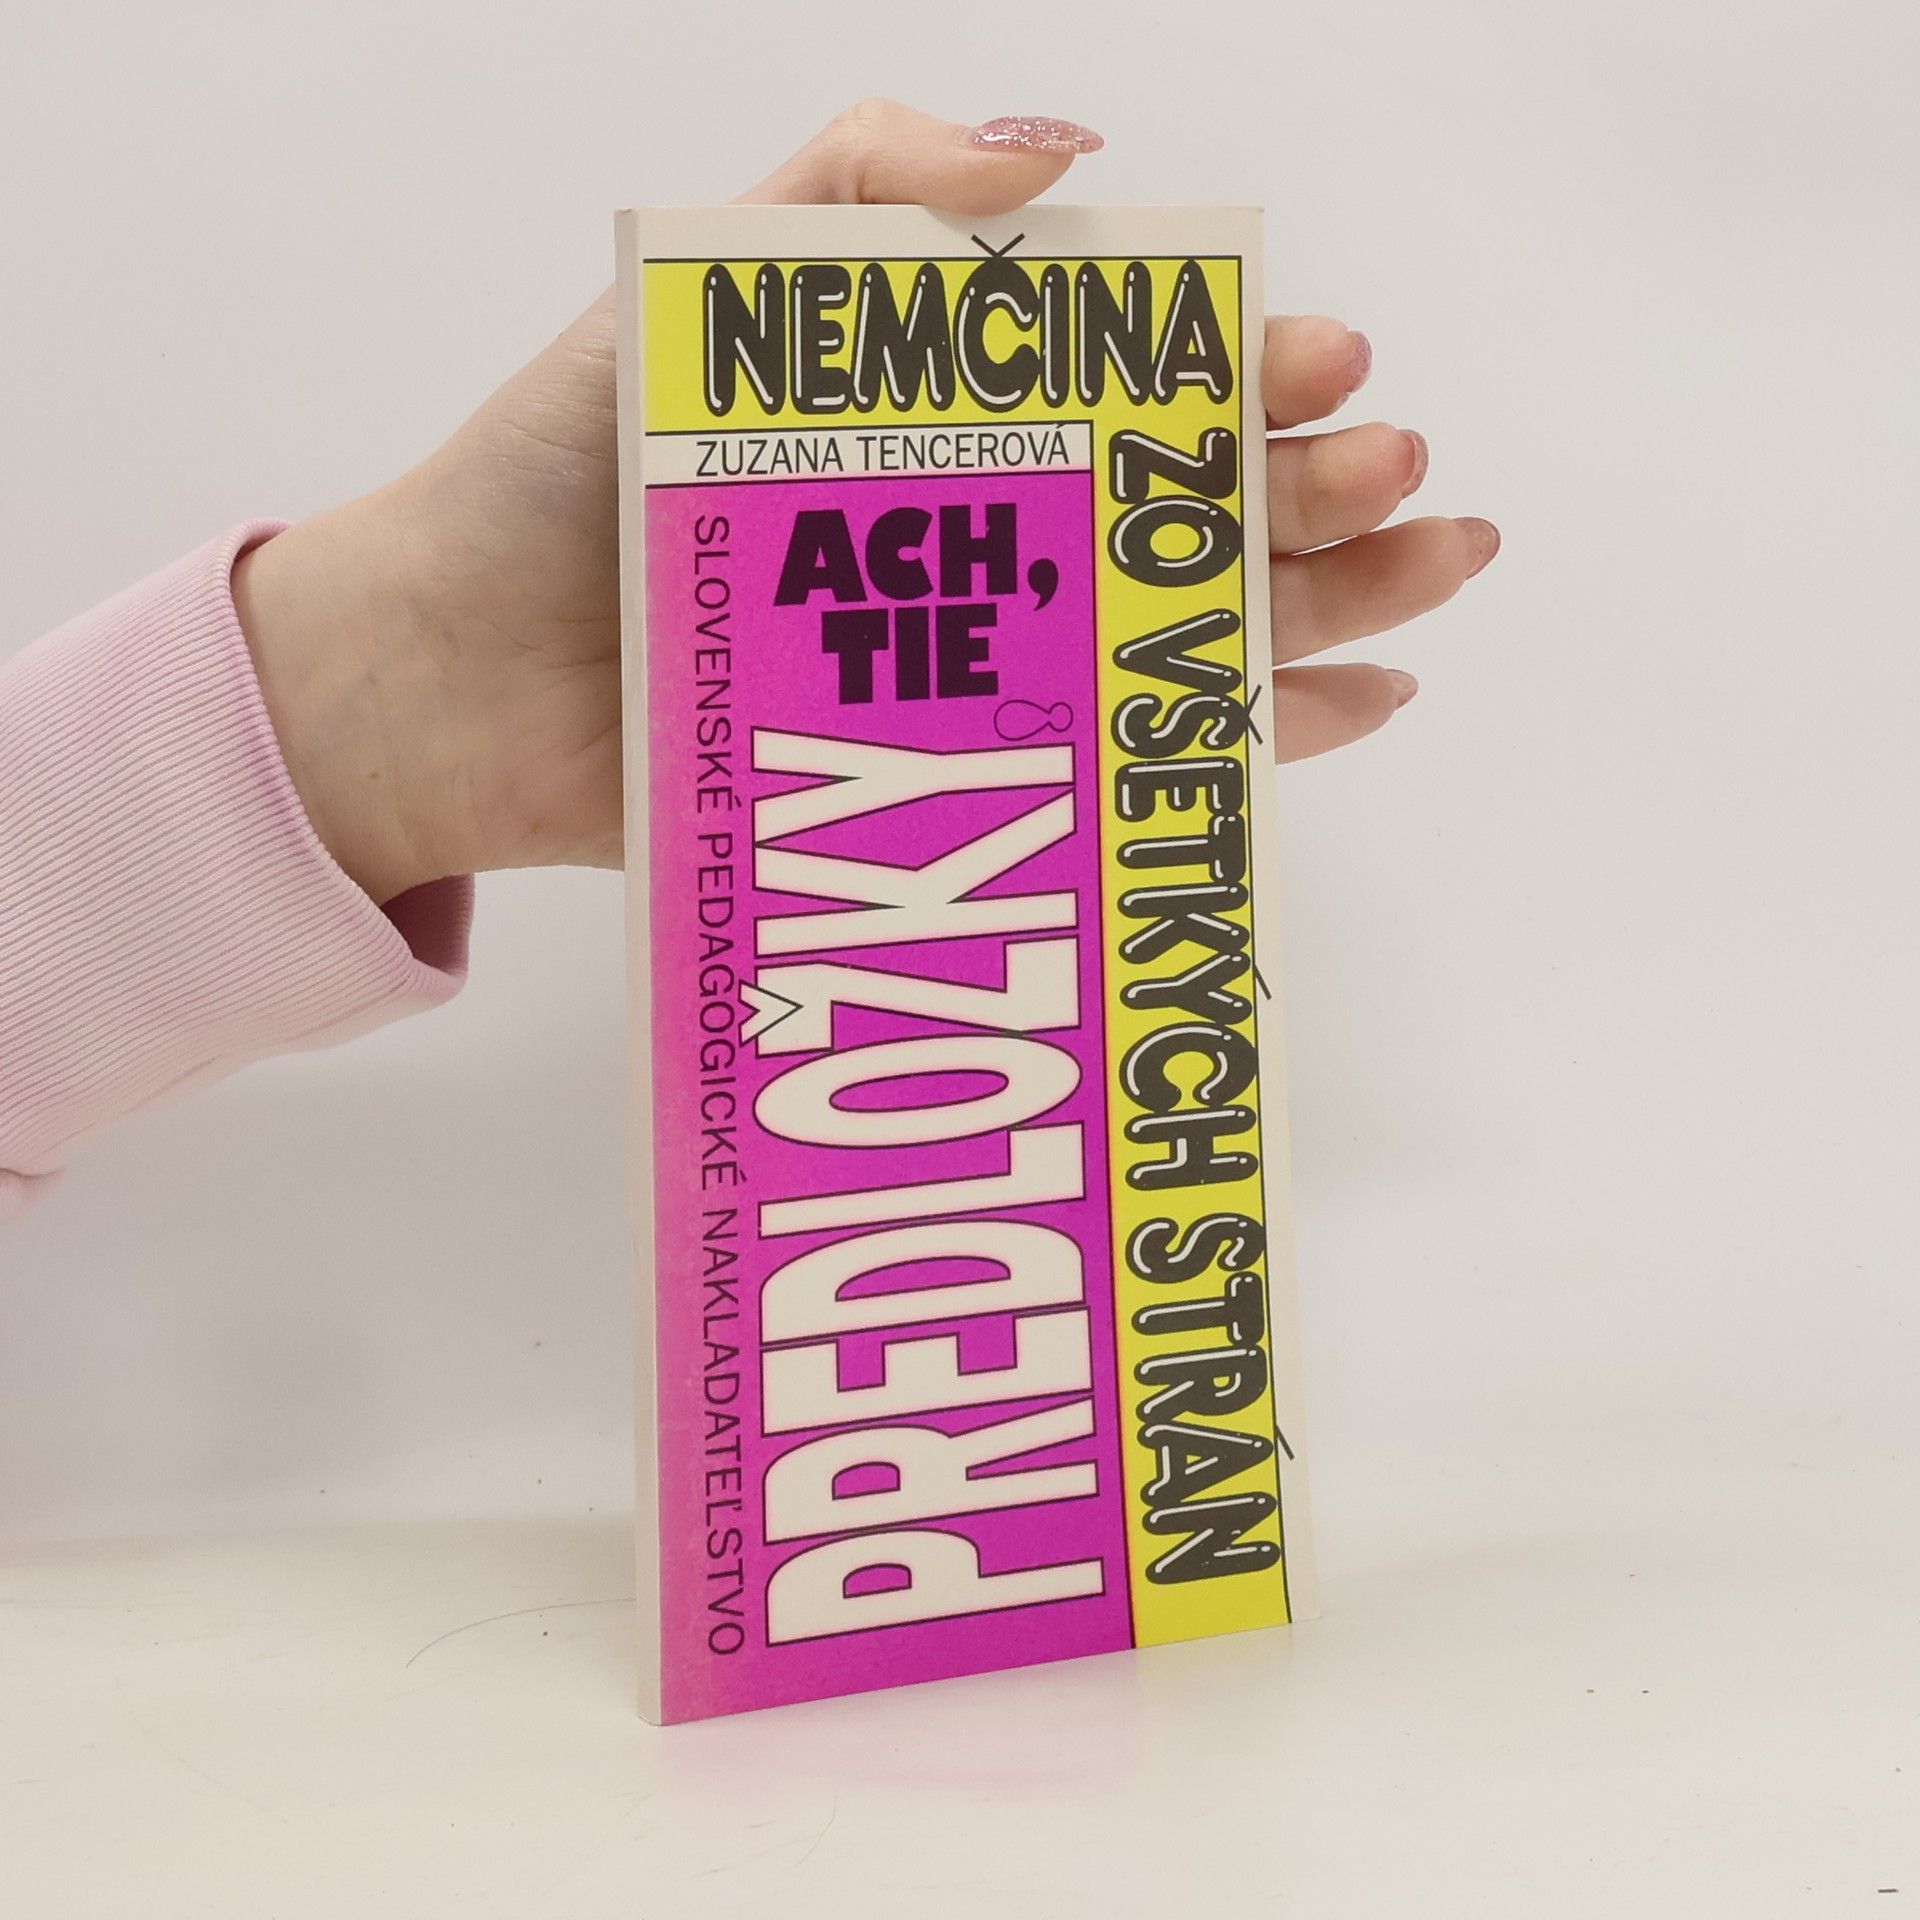 NEMČINA
ZO VŠETKÝCH STRÁN
ZUZANA TENCEROVÁ
ACH,
TIE
PREDLOŽKY!
SLOVENSKÉ PEDAGOGICKÉ NAKLADATEĽSTVO